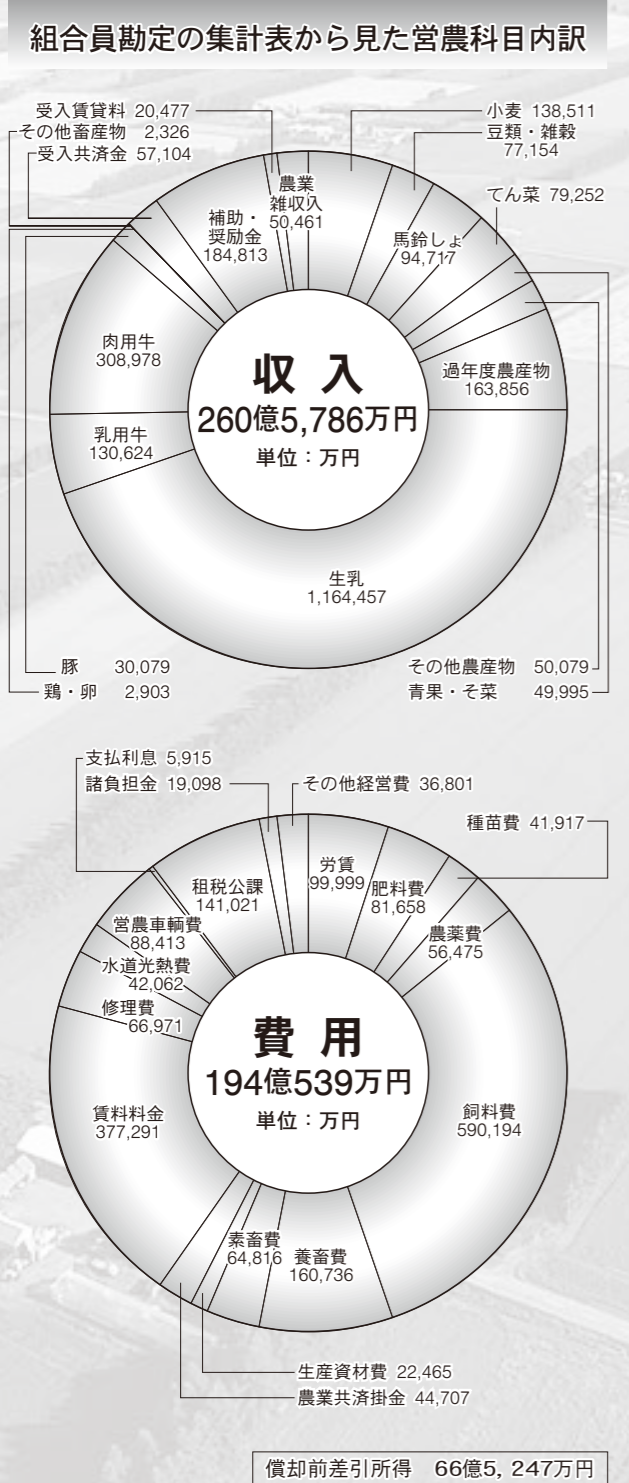 組合員勘定の集計表から見た営農科目内訳
受入賃貸料 20,477
その他畜産物 2,326
受入共済金 57,104
小麦 138,511
豆類・雑穀
77,154
てん菜 79,252
農業
雑収入
50,461
補助・
奨励金
184,813
馬鈴しょ
94,717
肉用牛
308,978
収 入
260億5,786万円
単位：万円
過年度農産物
163,856
乳用牛
130,624
生乳
1,164,457
豚 30,079
鶏・卵 2,903
その他農産物 50,079
青果・そ菜 49,995
支払利息 5,915
諸負担金 19,098
その他経営費 36,801
種苗費 41,917
労賃
99,999
肥料費
81,658
租税公課
141,021
営農車輌費
88,413
農薬費
56,475
水道光熱費
42,062
修理費
66,971
費 用
194億539万円
単位：万円
賃料料金
377,291
飼料費
590,194
素畜費
64,816
養畜費
160,736
生産資材費 22,465
農業共済掛金 44,707
償却前差引所得 66億5,247万円